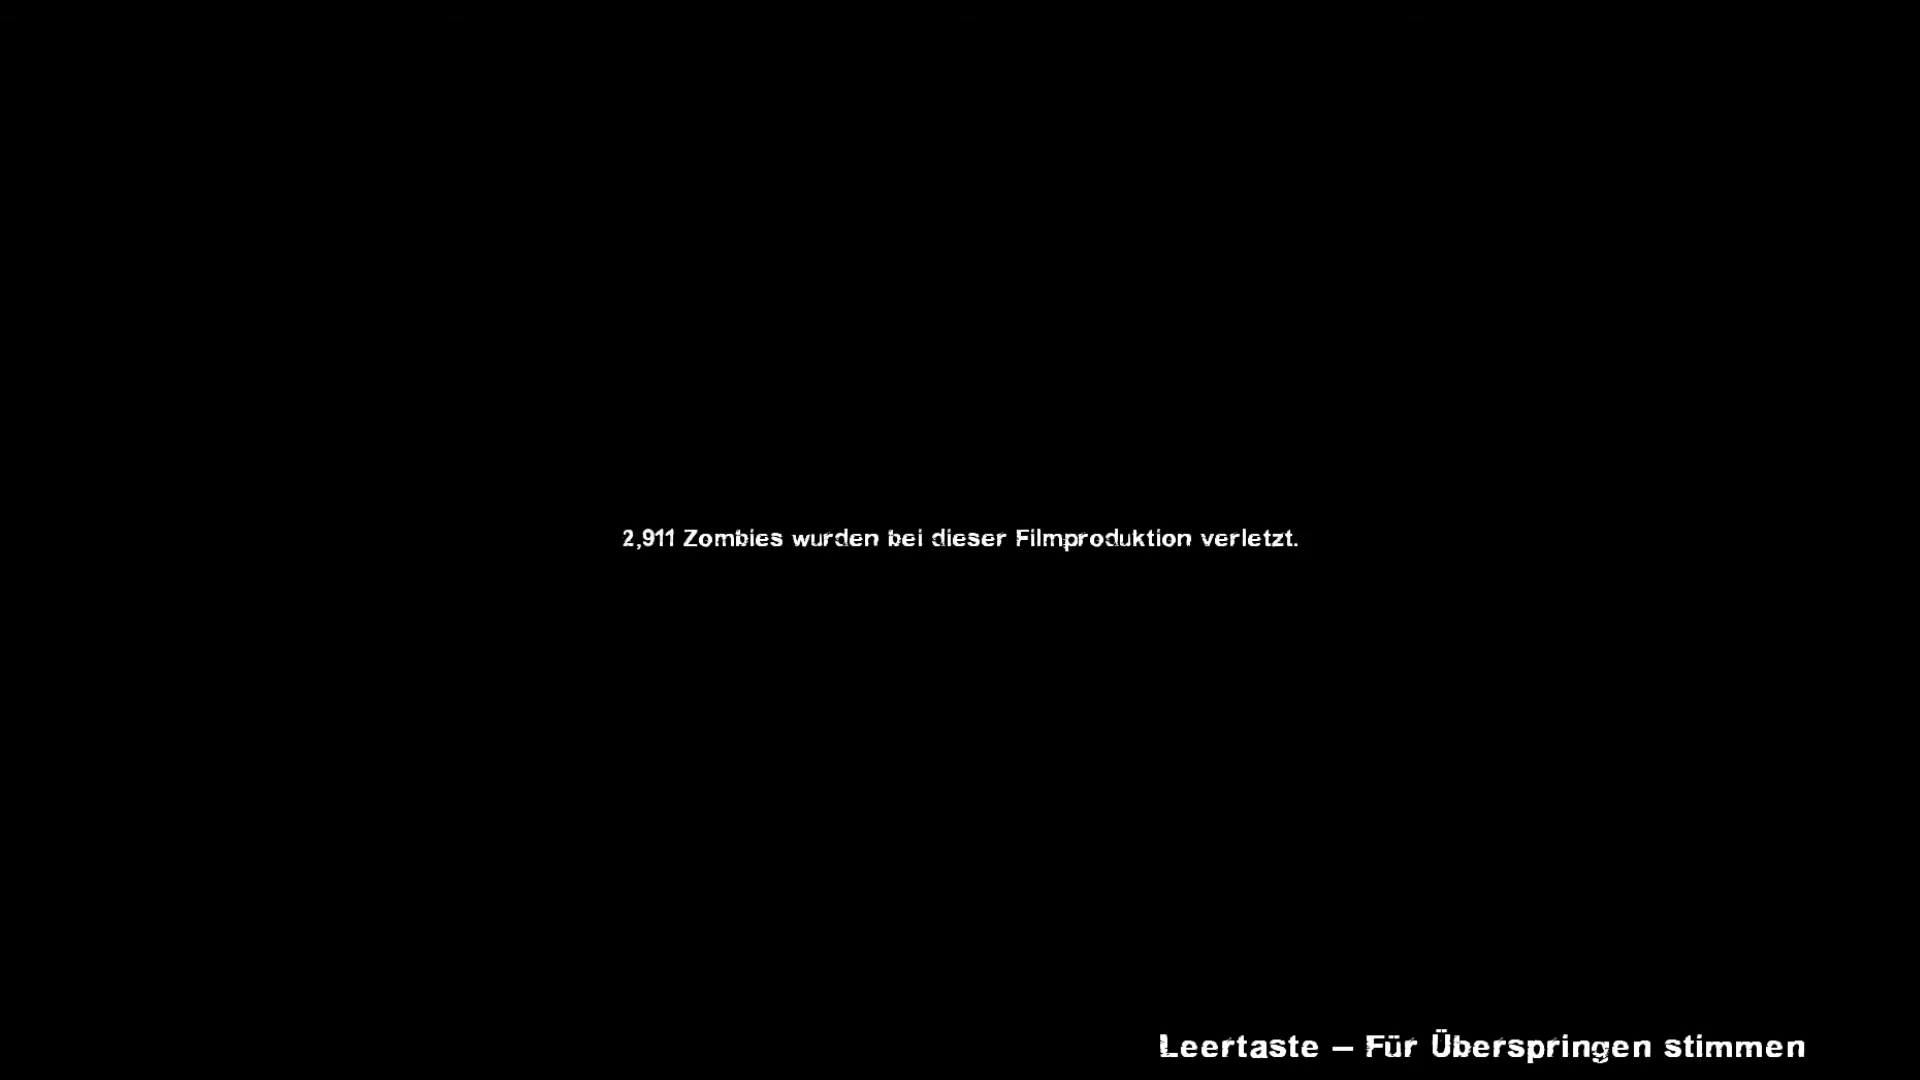 2,911 Zombies wurden bei dieser Filmproduktion verletzt.
Leertaste – Für Überspringen stimmen